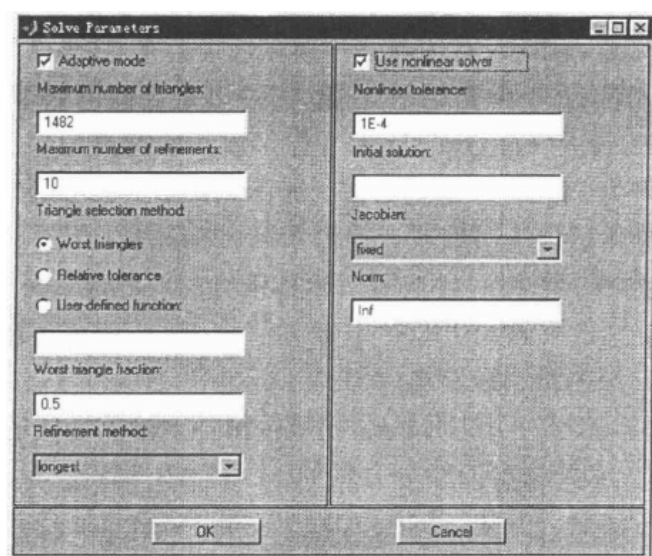 Solve Parameters
Adaptive mode
Maximum number of triangles:
1482
Maximum number of refinements:
10
Triangle selection method:
Worst triangles
Relative tolerance
User-defined function:
Worst triangle fraction:
0.5
Refinement method:
longest
Use nonlinear solver
Nonlinear tolerance:
1E-4
Initial solution:
Jacobian:
fixed
Norm:
Inf
OK
Cancel